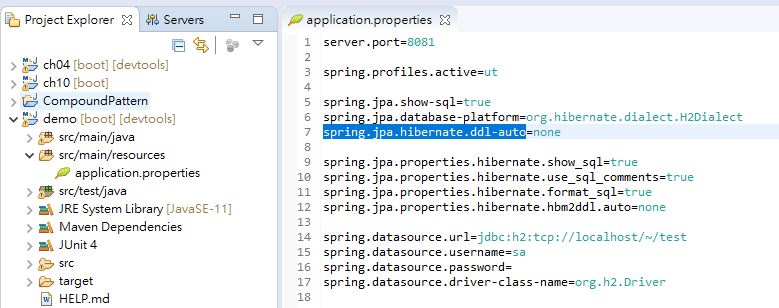 Project Explorer
Servers
ch04 [boot] [devtools]
ch10 [boot]
CompoundPattern
demo [boot] [devtools]
src/main/java
src/main/resources
application.properties
src/test/java
JRE System Library [JavaSE-11]
Maven Dependencies
JUnit 4
src
target
HELP.md
application.properties
1 server.port=8081
2
3 spring.profiles.active=ut
4
5 spring.jpa.show-sql=true
6 spring.jpa.database-platform=org.hibernate.dialect.H2Dialect
7 spring.jpa.hibernate.ddl-auto=none
8
9 spring.jpa.properties.hibernate.show_sql=true
10 spring.jpa.properties.hibernate.use_sql_comments=true
11 spring.jpa.properties.hibernate.format_sql=true
12 spring.jpa.properties.hibernate.hbm2ddl.auto=none
13
14 spring.datasource.url=jdbc:h2:tcp://localhost/~/test
15 spring.datasource.username=sa
16 spring.datasource.password=
17 spring.datasource.driver-class-name=org.h2.Driver
18